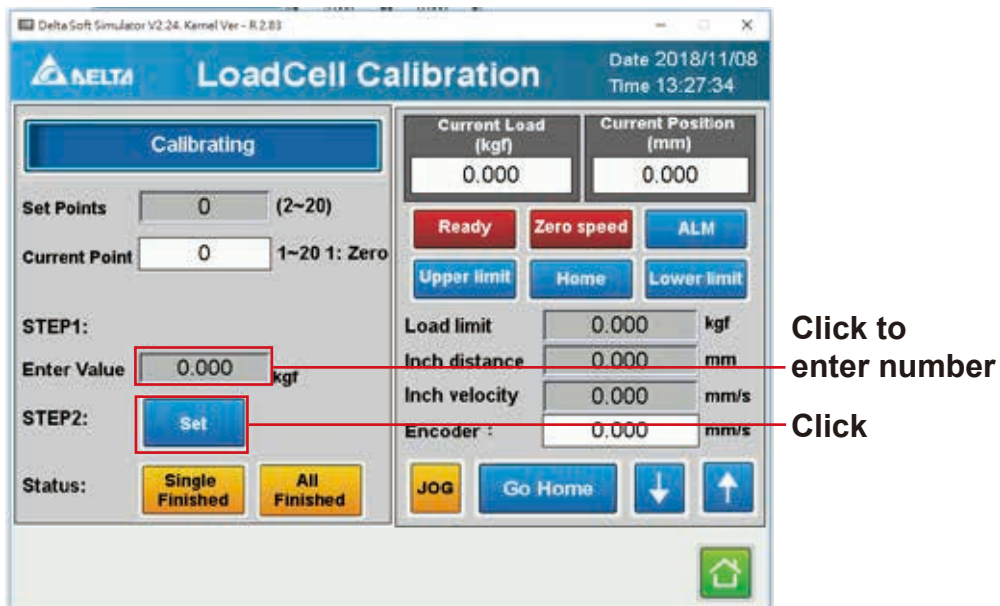 Delta Soft Simulator V2.24. Kernel Ver - R 2.83
DELTA
LoadCell Calibration
Date 2018/11/08
Time 13:27:34
Calibrating
Set Points 0 (2~20)
Current Point 0 1~20 1: Zero
STEP1:
Enter Value 0.000 kgf
STEP2: Set
Status: Single Finished All Finished
Current Load (kgf)
0.000
Current Position (mm)
0.000
Ready Zero speed ALM
Upper limit Home Lower limit
Load limit 0.000 kgf
Inch distance 0.000 mm
Inch velocity 0.000 mm/s
Encoder : 0.000 mm/s
JOG Go Home ↓ ↑
Click to
enter number
Click